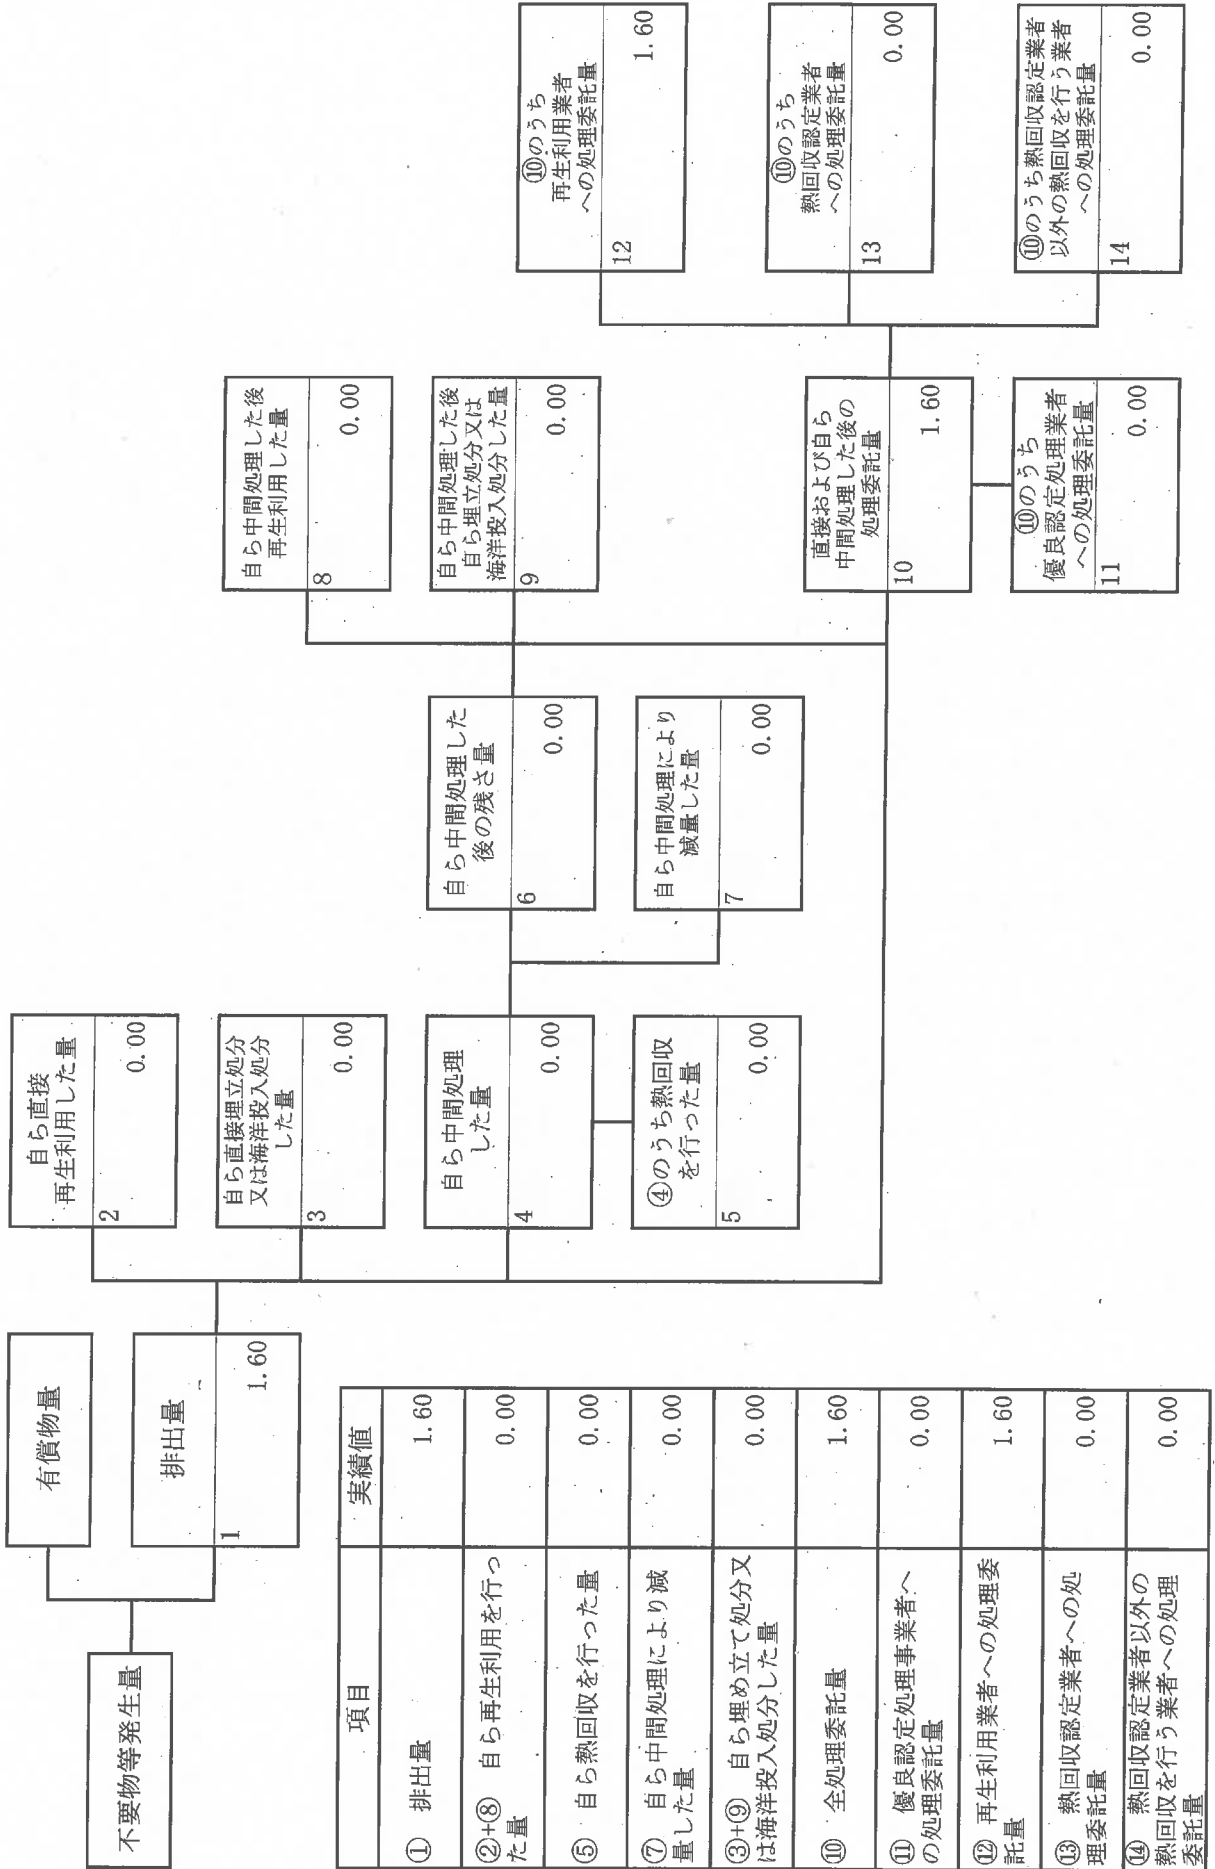 不要物等発生量
有償物量
排出量
1
1.60
自ら直接
再生利用した量
2
0.00
自ら直接埋立処分
又は海洋投入処分
した量
3
0.00
自ら中間処理
した量
4
0.00
④のうち熱回収
を行った量
5
0.00
自ら中間処理した
後の残さ量
6
0.00
自ら中間処理により
減量した量
7
0.00
自ら中間処理した後
再生利用した量
8
0.00
自ら中間処理した後
自ら埋立処分又は
海洋投入処分した量
9
0.00
直接および自ら
中間処理した後の
処理委託量
10
1.60
⑩のうち
優良認定処理業者
への処理委託量
11
0.00
⑩のうち
再生利用業者
への処理委託量
12
1.60
⑩のうち
熱回収認定業者
への処理委託量
13
0.00
⑩のうち熱回収認定業者
以外の熱回収を行う業者
への処理委託量
14
0.00
項目 実績値
① 排出量 1.60
②+⑧ 自ら再生利用を行っ
た量 0.00
⑤ 自ら熱回収を行った量 0.00
⑦ 自ら中間処理により減
量した量 0.00
③+⑨ 自ら埋め立て処分又
は海洋投入処分した量 0.00
⑩ 全処理委託量 1.60
⑪ 優良認定処理事業者へ
の処理委託量 0.00
⑫ 再生利用業者への処理委
託量 1.60
⑬ 熱回収認定業者への処
理委託量 0.00
⑭ 熱回収認定業者以外の
熱回収を行う業者への処理
委託量 0.00